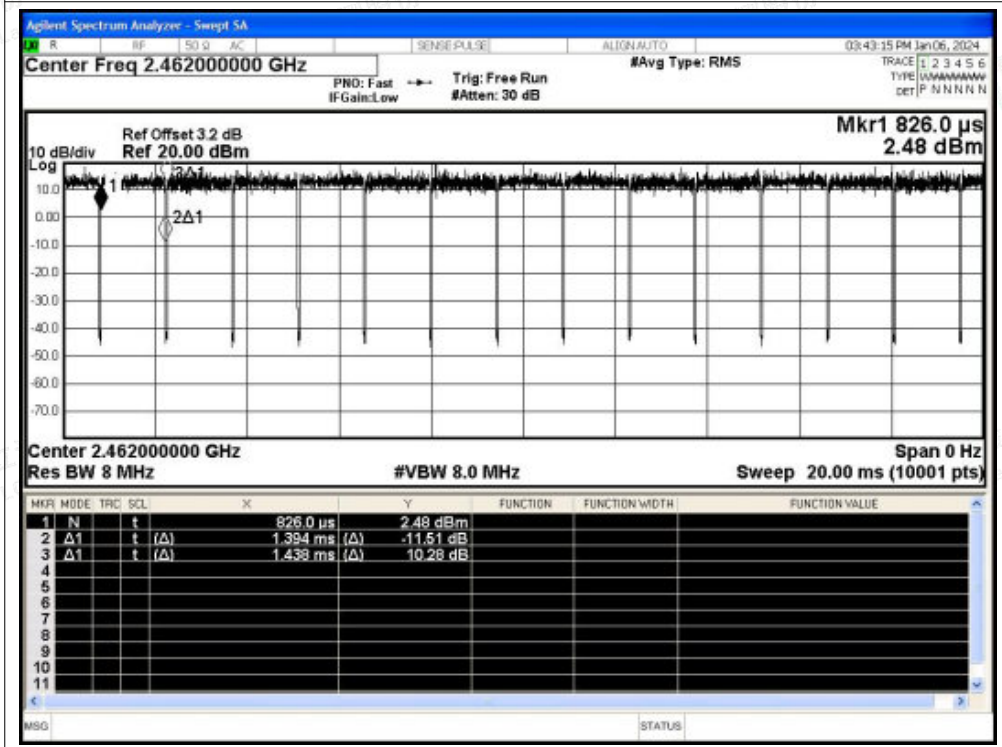 Agilent Spectrum Analyzer - Swept SA
R RF 50 Ω AC SENSE:PULSE ALIGN AUTO 03:43:15 PM Jan 06, 2024
Center Freq 2.462000000 GHz #Avg Type: RMS TRACE 1 2 3 4 5 6
PNO: Fast Trig: Free Run TYPE
IFGain:Low #Atten: 30 dB DET P N N N N N
Mkr1 826.0 µs
Ref Offset 3.2 dB
10 dB/div Ref 20.00 dBm 2.48 dBm
Log
10.0
1
3Δ1
0.00
2Δ1
-10.0
-20.0
-30.0
-40.0
-50.0
-60.0
-70.0
Center 2.462000000 GHz Span 0 Hz
Res BW 8 MHz #VBW 8.0 MHz Sweep 20.00 ms (10001 pts)
MKR MODE TRC SCL X Y FUNCTION FUNCTION WIDTH FUNCTION VALUE
1 N t 826.0 µs 2.48 dBm
2 Δ1 t (Δ) 1.394 ms (Δ) -11.51 dB
3 Δ1 t (Δ) 1.438 ms (Δ) 10.28 dB
4
5
6
7
8
9
10
11
MSG STATUS